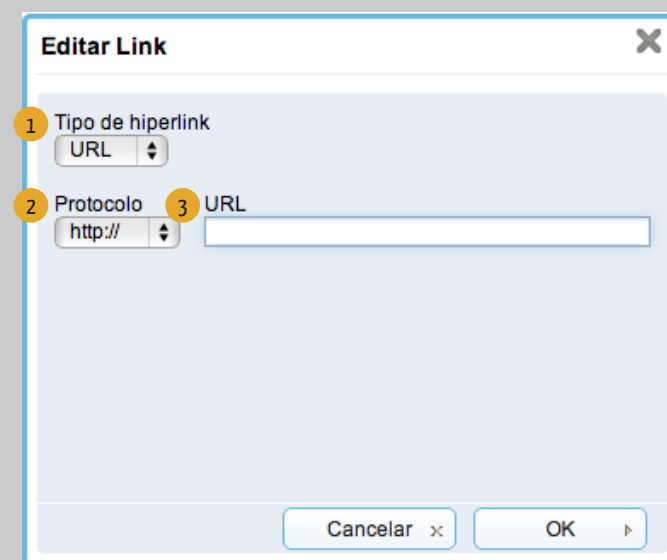 Editar Link
1 Tipo de hiperlink
URL
2 Protocolo 3 URL
http://
Cancelar x OK